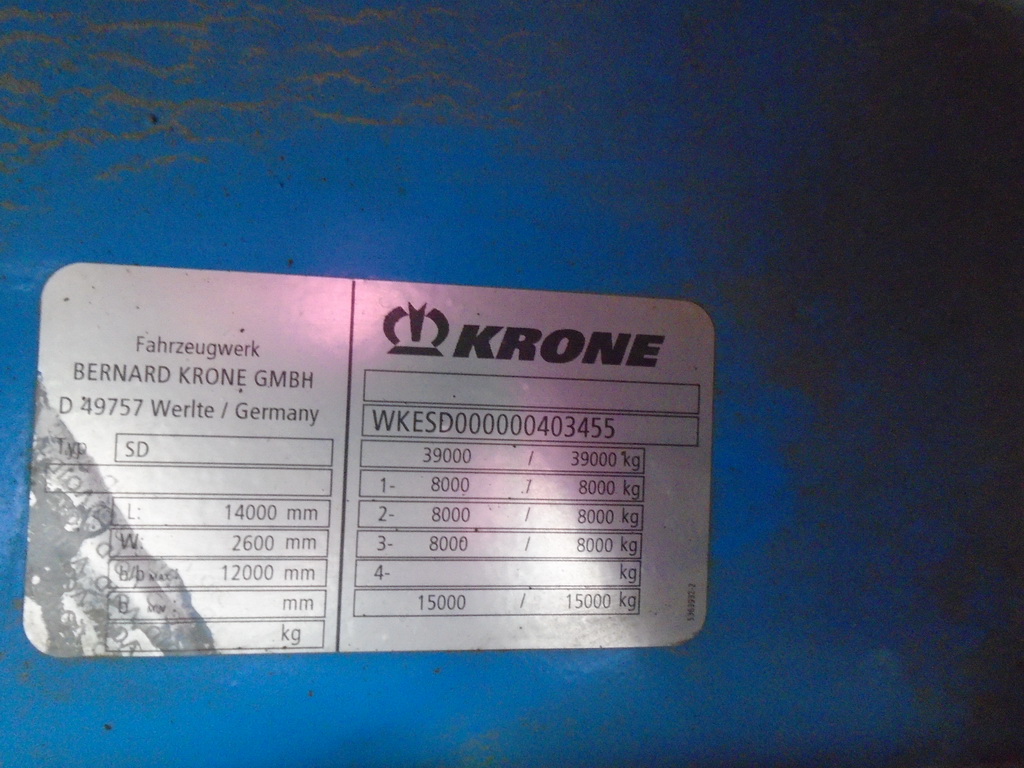 Fahrzeugwerk
BERNARD KRONE GMBH
D 49757 Werlte / Germany
Typ SD
L: 14000 mm
W: 2600 mm
12000 mm
B MIN : mm
kg
KRONE
WKESD000000403455
39000 / 39000 kg
1- 8000 / 8000 kg
2- 8000 / 8000 kg
3- 8000 / 8000 kg
4- kg
15000 / 15000 kg